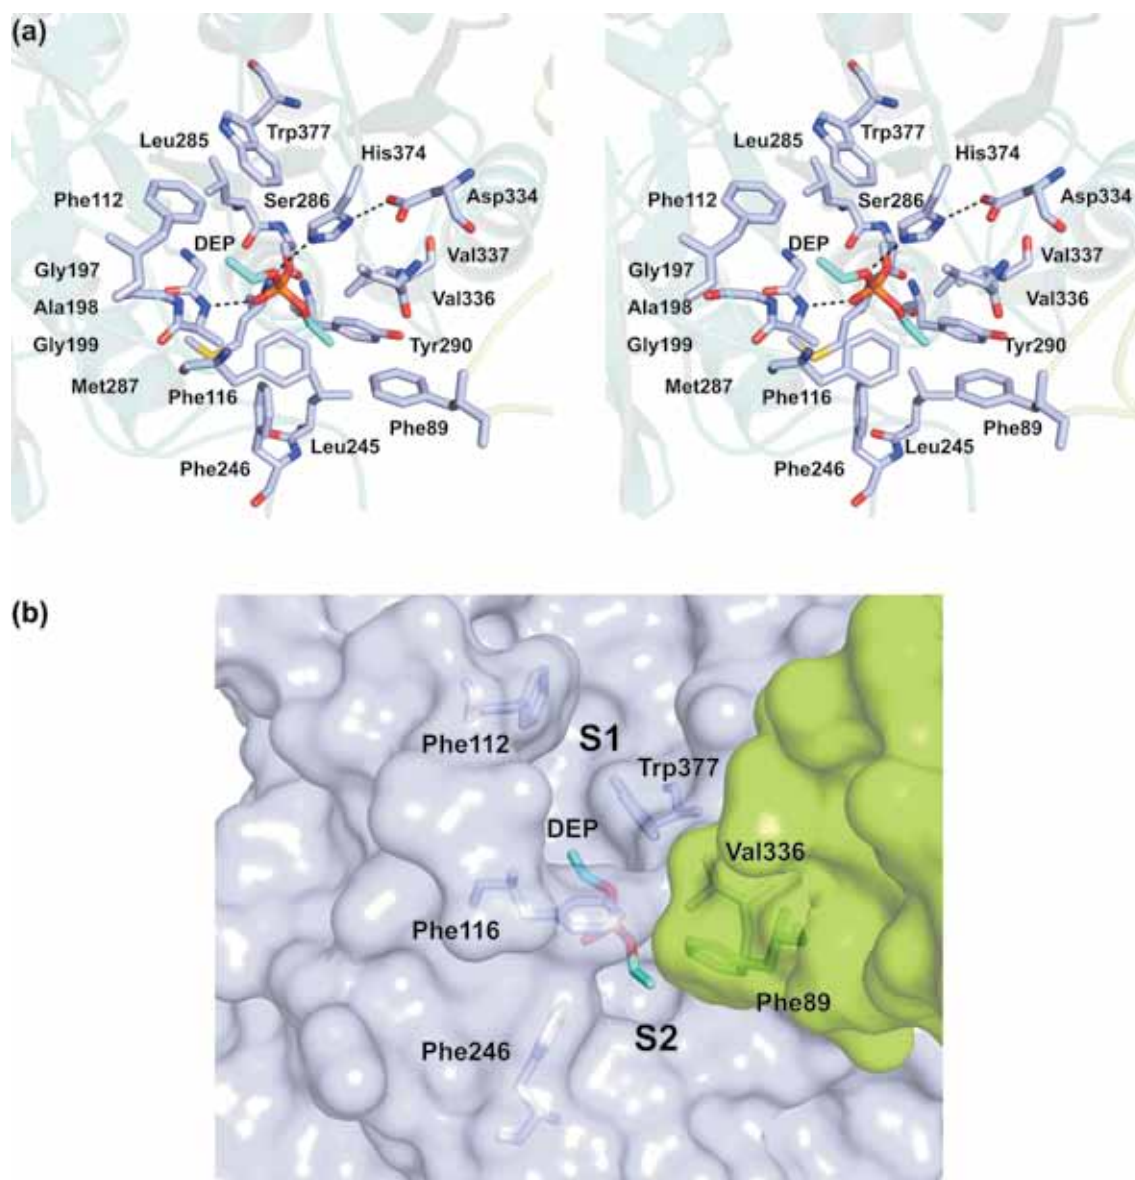 (a)
Trp377
Leu285
His374
Phe112
Ser286
Asp334
DEP
Gly197
Val337
Ala198
Val336
Gly199
Tyr290
Met287
Phe116
Phe89
Leu245
Phe246
Trp377
Leu285
His374
Phe112
Ser286
Asp334
DEP
Gly197
Val337
Ala198
Val336
Gly199
Tyr290
Met287
Phe116
Phe89
Leu245
Phe246
(b)
Phe112
S1
Trp377
DEP
Val336
Phe116
Phe89
S2
Phe246